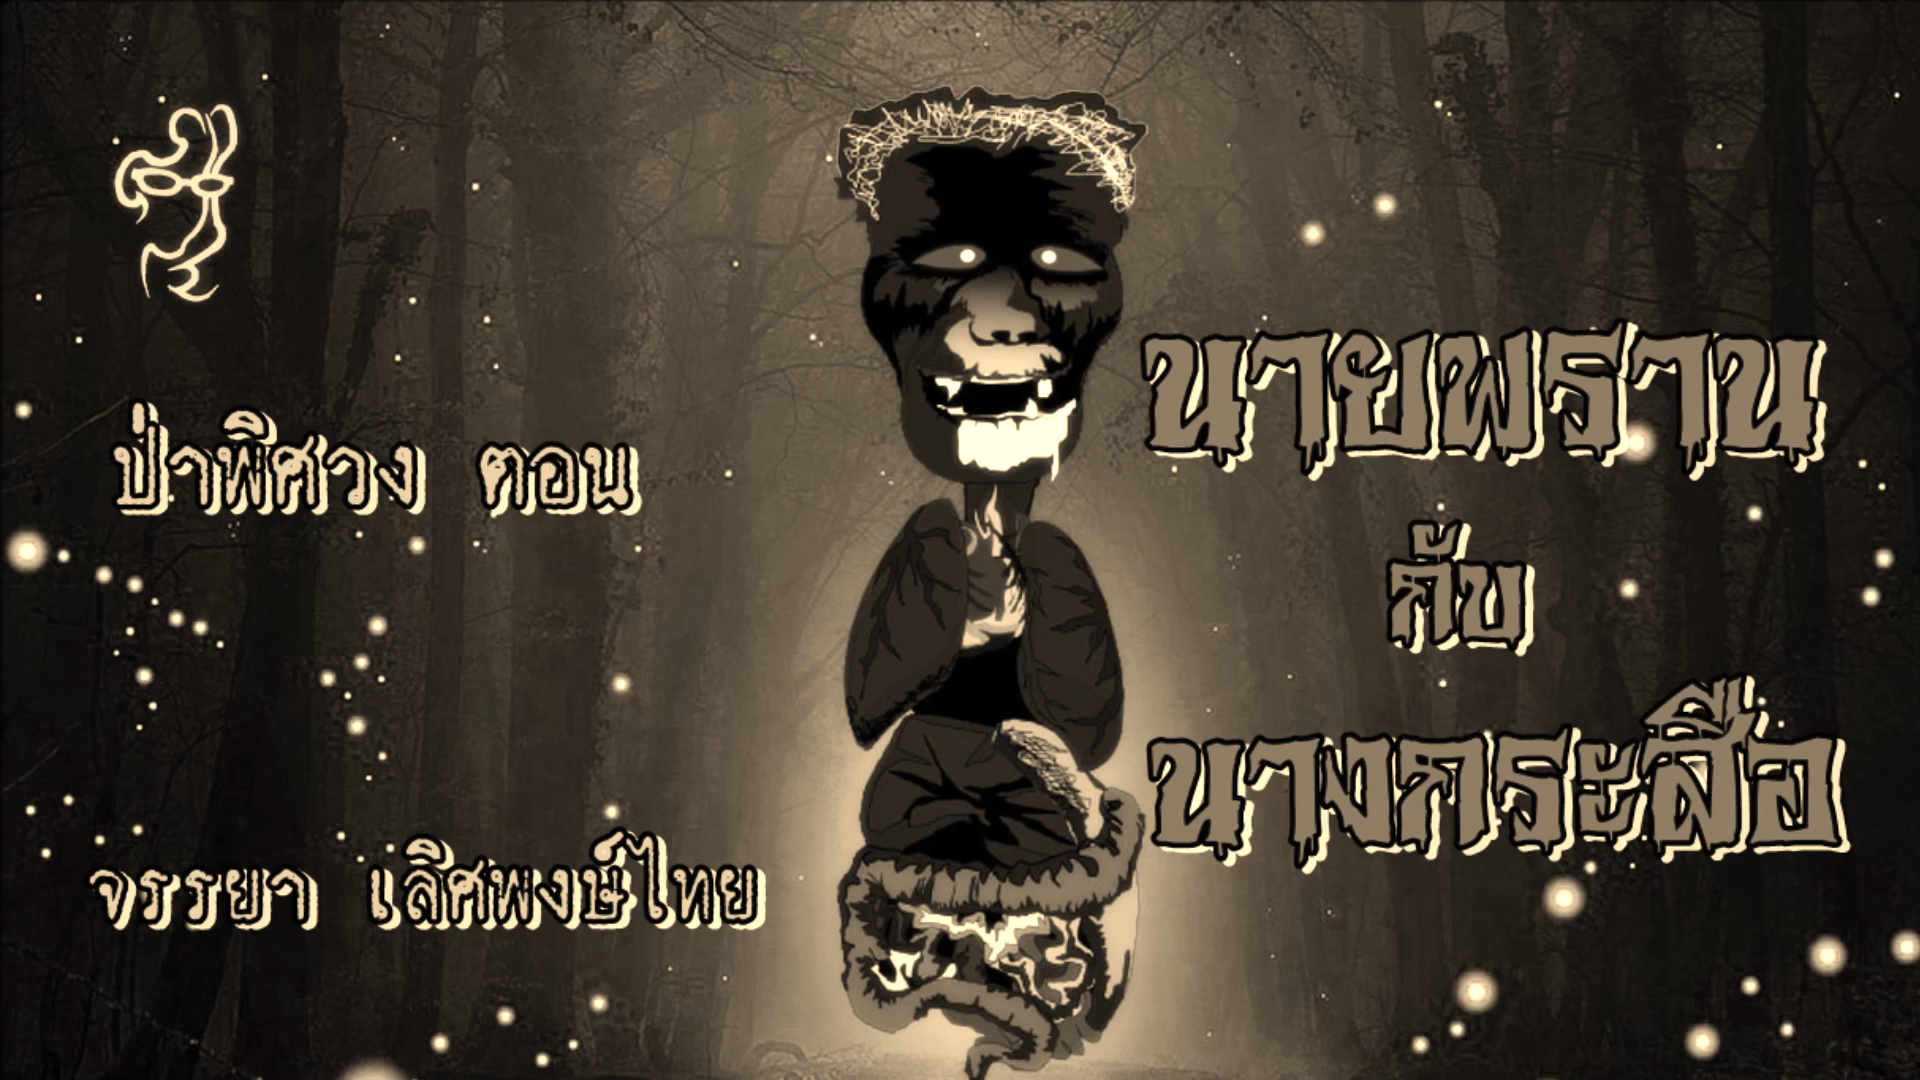 ป่าพิศวง ตอน
นายพราน
กับ
นางกระสือ
จรรยา เลิศพงษ์ไทย